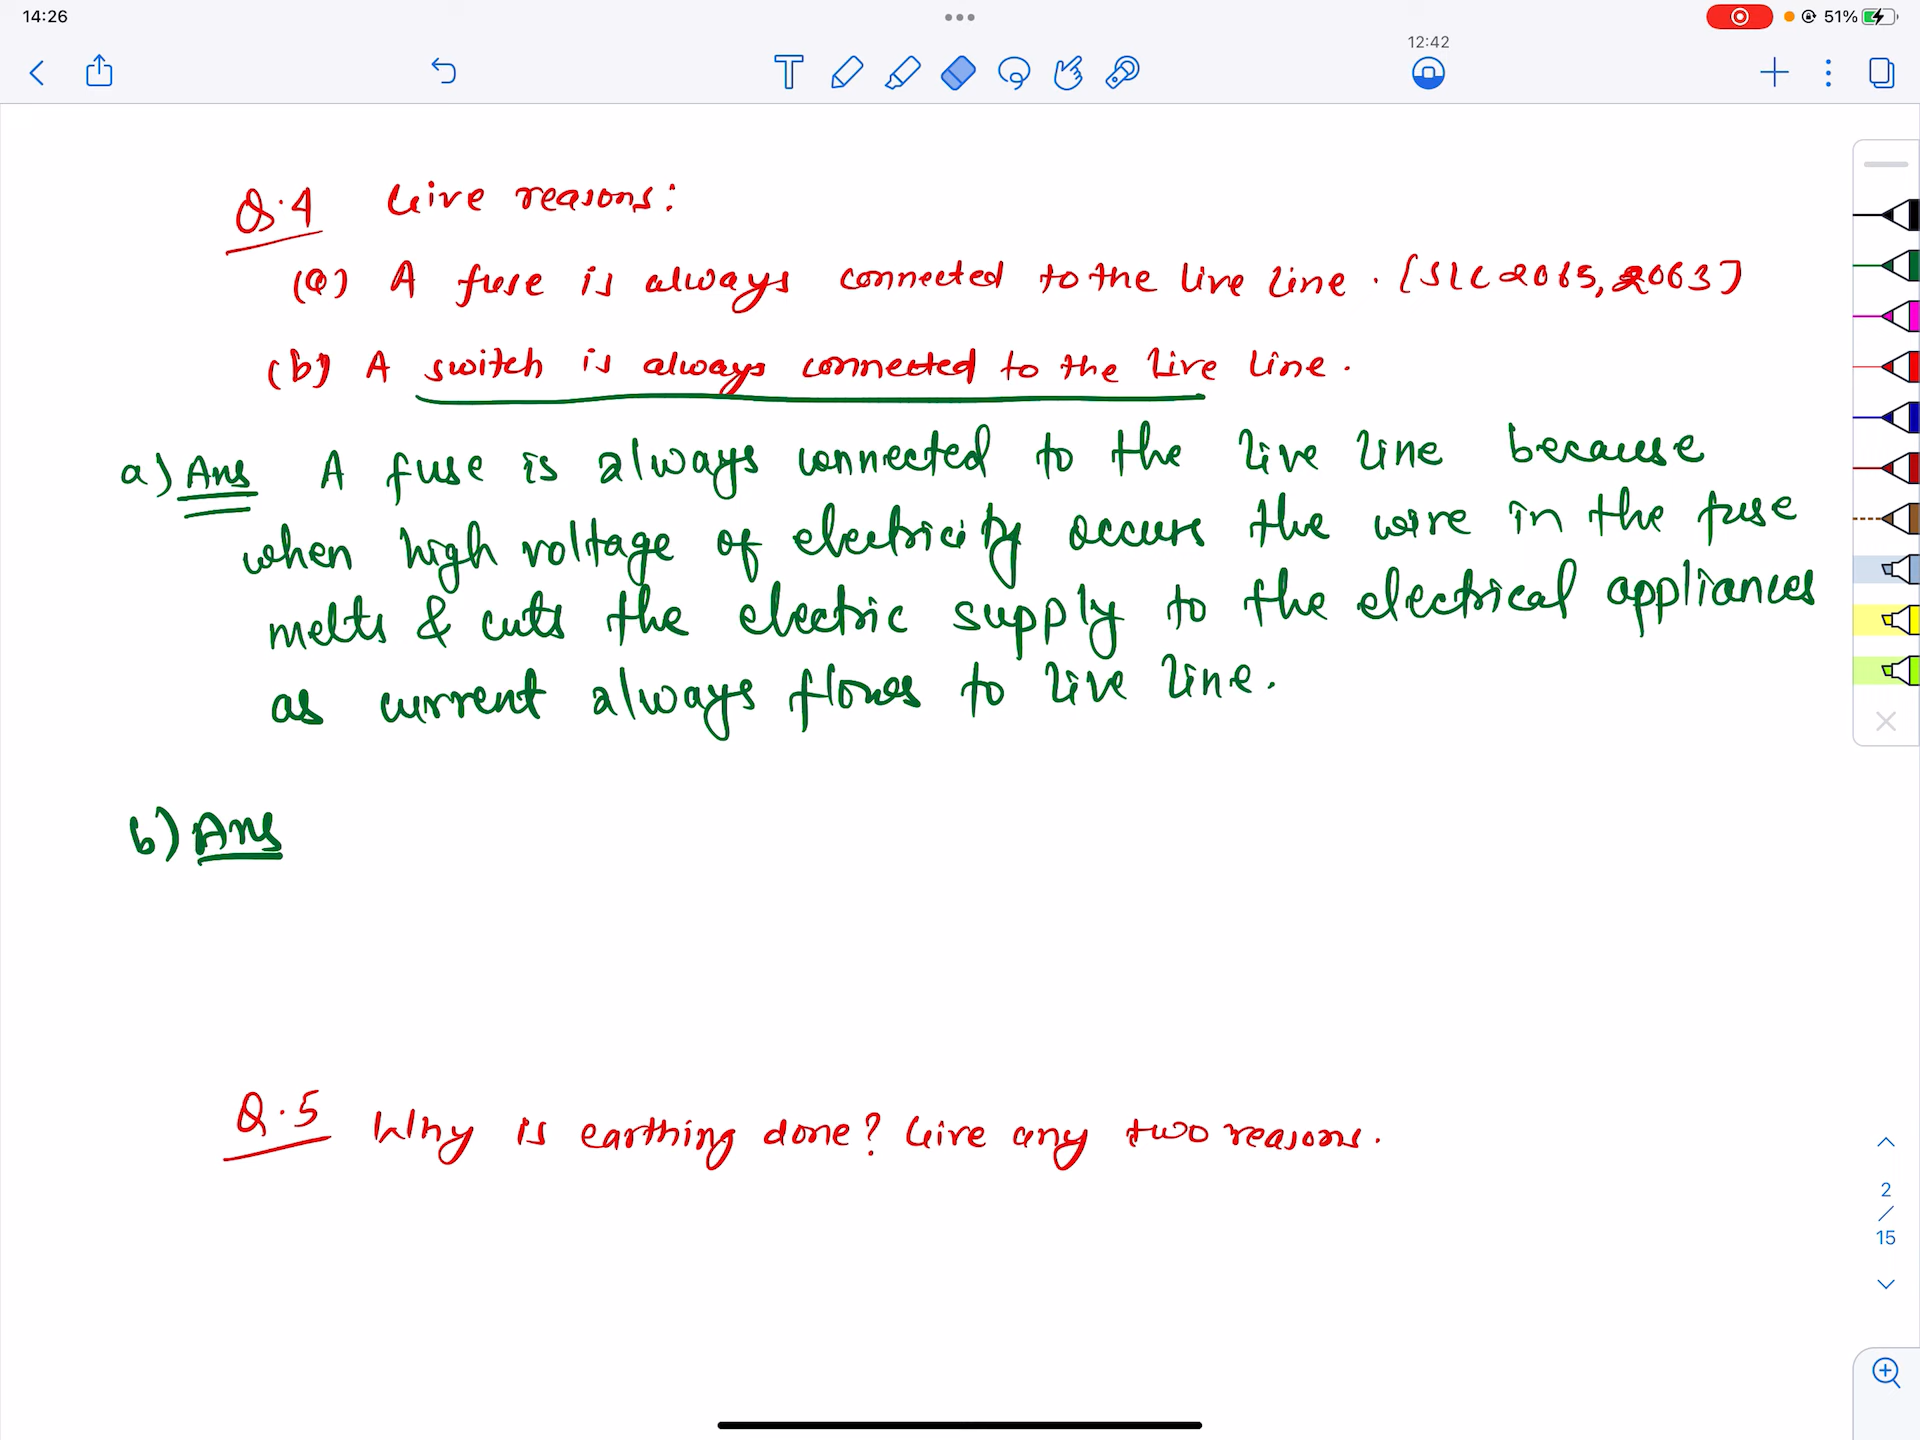 14:26
51%
12:42
Q.4 Give reasons:
(a) A fuse is always connected to the live line. [SLC 2065, 2063]
(b) A switch is always connected to the live line.
a) Ans A fuse is always connected to the live line because
when high voltage of electricity occurs the wire in the fuse
melts & cuts the electric supply to the electrical appliances
as current always flows to live line.
b) Ans
Q.5 Why is earthing done? Give any two reasons.
2
/
15